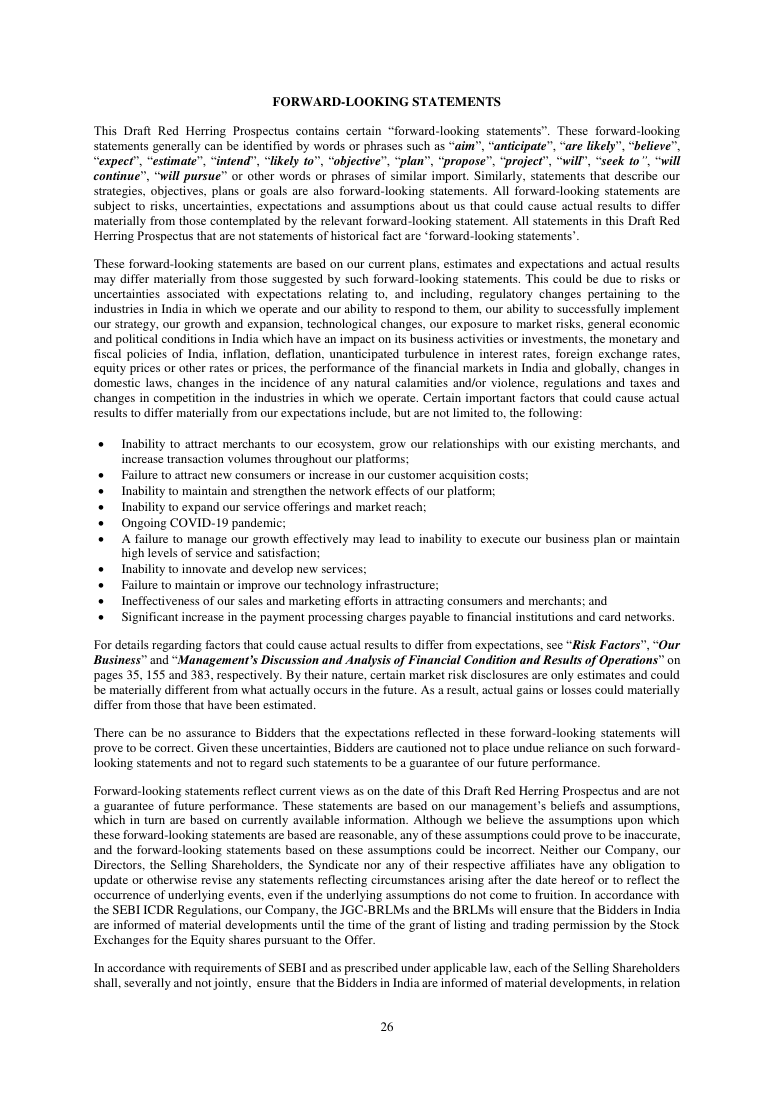 FORWARD-LOOKING STATEMENTS
This Draft Red Herring Prospectus contains certain “forward-looking statements”. These forward-looking
statements generally can be identified by words or phrases such as “aim”, “anticipate”, “are likely”, “believe”,
“expect”, “estimate”, “intend”, “likely to”, “objective”, “plan”, “propose”, “project”, “will”, “seek to”, “will
continue”, “will pursue” or other words or phrases of similar import. Similarly, statements that describe our
strategies, objectives, plans or goals are also forward-looking statements. All forward-looking statements are
subject to risks, uncertainties, expectations and assumptions about us that could cause actual results to differ
materially from those contemplated by the relevant forward-looking statement. All statements in this Draft Red
Herring Prospectus that are not statements of historical fact are ‘forward-looking statements’.
These forward-looking statements are based on our current plans, estimates and expectations and actual results
may differ materially from those suggested by such forward-looking statements. This could be due to risks or
uncertainties associated with expectations relating to, and including, regulatory changes pertaining to the
industries in India in which we operate and our ability to respond to them, our ability to successfully implement
our strategy, our growth and expansion, technological changes, our exposure to market risks, general economic
and political conditions in India which have an impact on its business activities or investments, the monetary and
fiscal policies of India, inflation, deflation, unanticipated turbulence in interest rates, foreign exchange rates,
equity prices or other rates or prices, the performance of the financial markets in India and globally, changes in
domestic laws, changes in the incidence of any natural calamities and/or violence, regulations and taxes and
changes in competition in the industries in which we operate. Certain important factors that could cause actual
results to differ materially from our expectations include, but are not limited to, the following:
• Inability to attract merchants to our ecosystem, grow our relationships with our existing merchants, and
increase transaction volumes throughout our platforms;
• Failure to attract new consumers or increase in our customer acquisition costs;
• Inability to maintain and strengthen the network effects of our platform;
• Inability to expand our service offerings and market reach;
• Ongoing COVID-19 pandemic;
• A failure to manage our growth effectively may lead to inability to execute our business plan or maintain
high levels of service and satisfaction;
• Inability to innovate and develop new services;
• Failure to maintain or improve our technology infrastructure;
• Ineffectiveness of our sales and marketing efforts in attracting consumers and merchants; and
• Significant increase in the payment processing charges payable to financial institutions and card networks.
For details regarding factors that could cause actual results to differ from expectations, see “Risk Factors”, “Our
Business” and “Management’s Discussion and Analysis of Financial Condition and Results of Operations” on
pages 35, 155 and 383, respectively. By their nature, certain market risk disclosures are only estimates and could
be materially different from what actually occurs in the future. As a result, actual gains or losses could materially
differ from those that have been estimated.
There can be no assurance to Bidders that the expectations reflected in these forward-looking statements will
prove to be correct. Given these uncertainties, Bidders are cautioned not to place undue reliance on such forward-
looking statements and not to regard such statements to be a guarantee of our future performance.
Forward-looking statements reflect current views as on the date of this Draft Red Herring Prospectus and are not
a guarantee of future performance. These statements are based on our management’s beliefs and assumptions,
which in turn are based on currently available information. Although we believe the assumptions upon which
these forward-looking statements are based are reasonable, any of these assumptions could prove to be inaccurate,
and the forward-looking statements based on these assumptions could be incorrect. Neither our Company, our
Directors, the Selling Shareholders, the Syndicate nor any of their respective affiliates have any obligation to
update or otherwise revise any statements reflecting circumstances arising after the date hereof or to reflect the
occurrence of underlying events, even if the underlying assumptions do not come to fruition. In accordance with
the SEBI ICDR Regulations, our Company, the JGC-BRLMs and the BRLMs will ensure that the Bidders in India
are informed of material developments until the time of the grant of listing and trading permission by the Stock
Exchanges for the Equity shares pursuant to the Offer.
In accordance with requirements of SEBI and as prescribed under applicable law, each of the Selling Shareholders
shall, severally and not jointly, ensure that the Bidders in India are informed of material developments, in relation
26